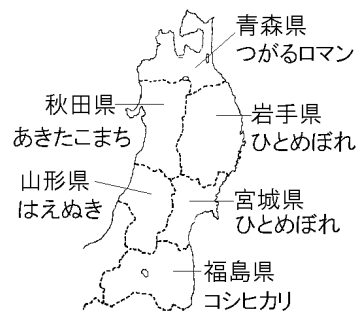 青森県
つがるロマン
秋田県
あきたこまち
岩手県
ひとめぼれ
山形県
はえぬき
宮城県
ひとめぼれ
福島県
コシヒカリ